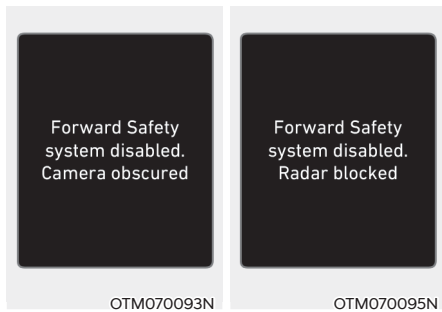 Forward Safety
system disabled.
Camera obscured
OTM070093N
Forward Safety
system disabled.
Radar blocked
OTM070095N